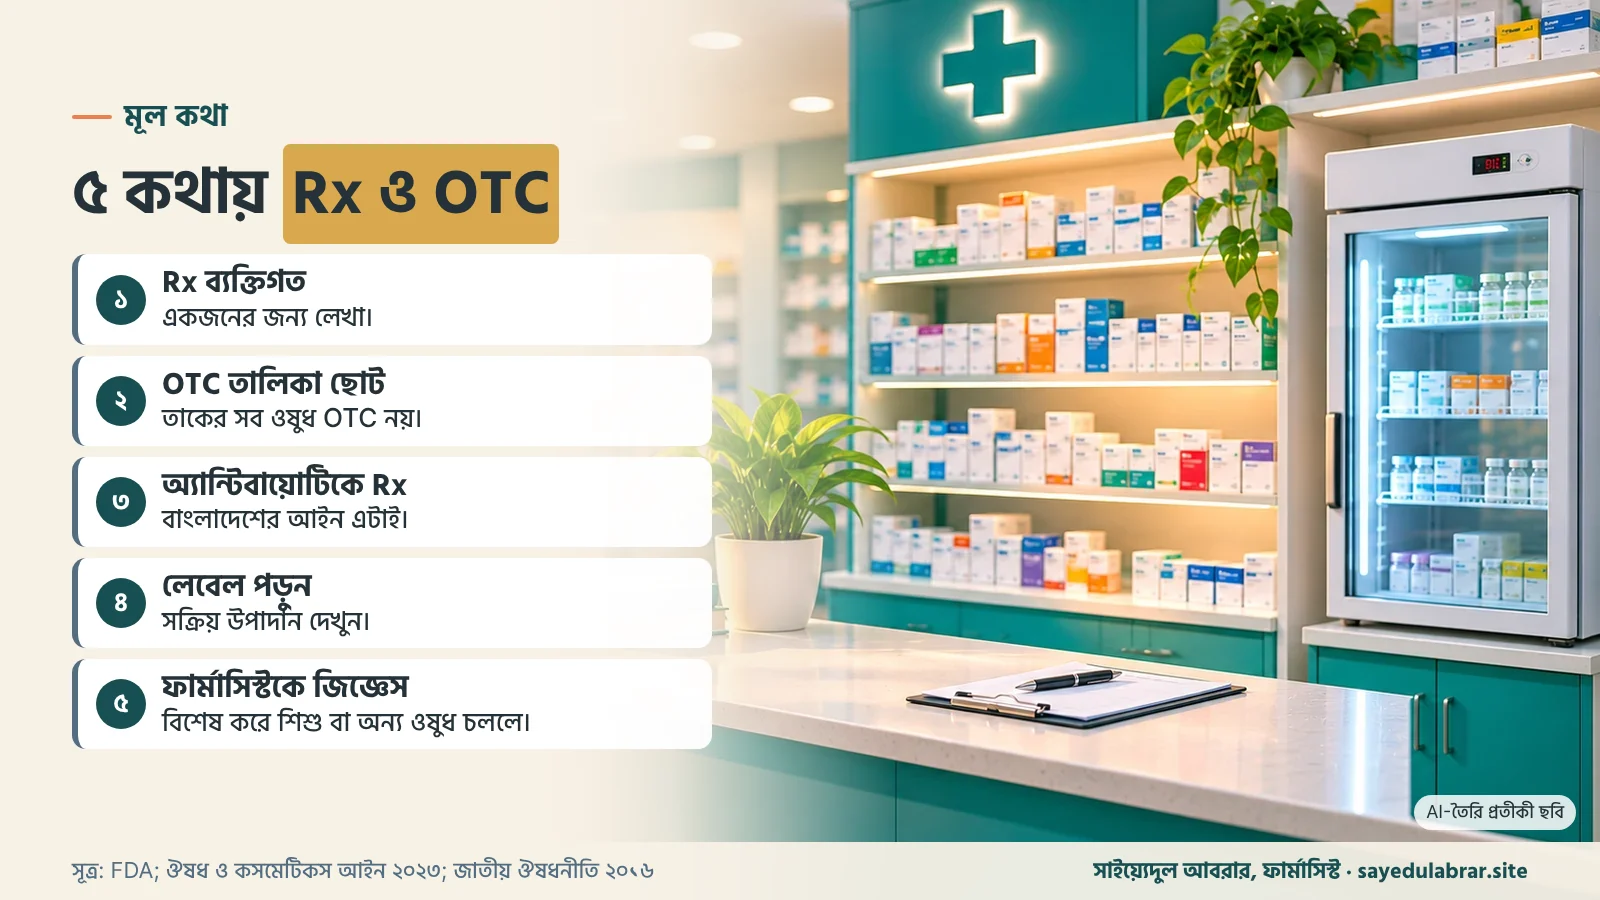 মূল কথা
৫ কথায় Rx ও OTC
১
Rx ব্যক্তিগত
একজনের জন্য লেখা।
২
OTC তালিকা ছোট
তাকের সব ওষুধ OTC নয়।
৩
অ্যান্টিবায়োটিকে Rx
বাংলাদেশের আইন এটাই।
৪
লেবেল পড়ুন
সক্রিয় উপাদান দেখুন।
৫
ফার্মাসিস্টকে জিজ্ঞেস
বিশেষ করে শিশু বা অন্য ওষুধ চললে।
AI-তৈরি প্রতীকী ছবি
সূত্র: FDA; ঔষধ ও কসমেটিকস আইন ২০২৩; জাতীয় ঔষধনীতি ২০১৬
সাইয়্যেদুল আবরার, ফার্মাসিস্ট · sayedulabrar.site